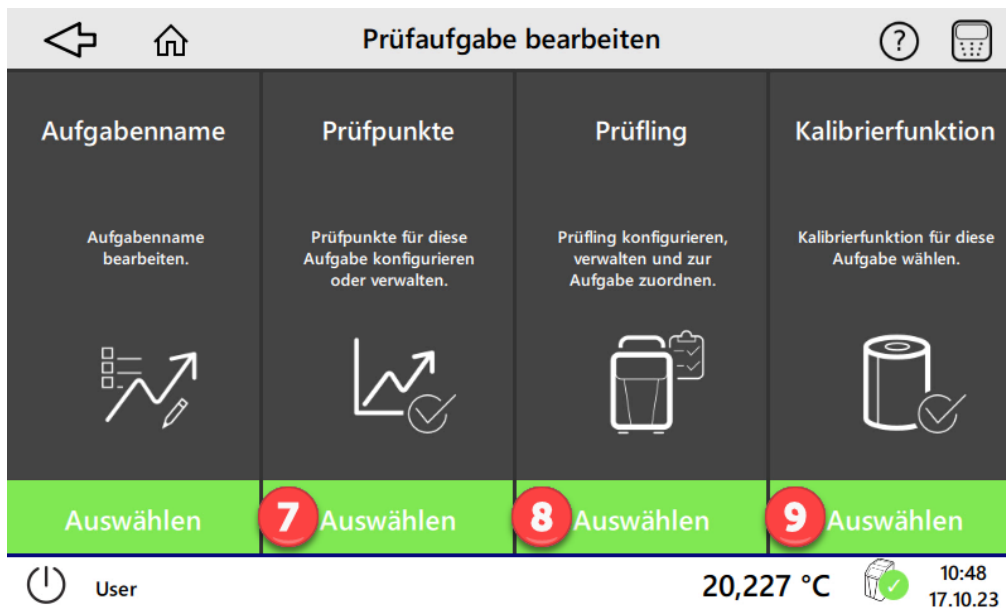 Prüfaufgabe bearbeiten
?
Aufgabenname
Aufgabenname
bearbeiten.
Auswählen
Prüfpunkte
Prüfpunkte für diese
Aufgabe konfigurieren
oder verwalten.
7
Auswählen
Prüfling
Prüfling konfigurieren,
verwalten und zur
Aufgabe zuordnen.
8
Auswählen
Kalibrierfunktion
Kalibrierfunktion für diese
Aufgabe wählen.
9
Auswählen
User
20,227 °C
10:48
17.10.23